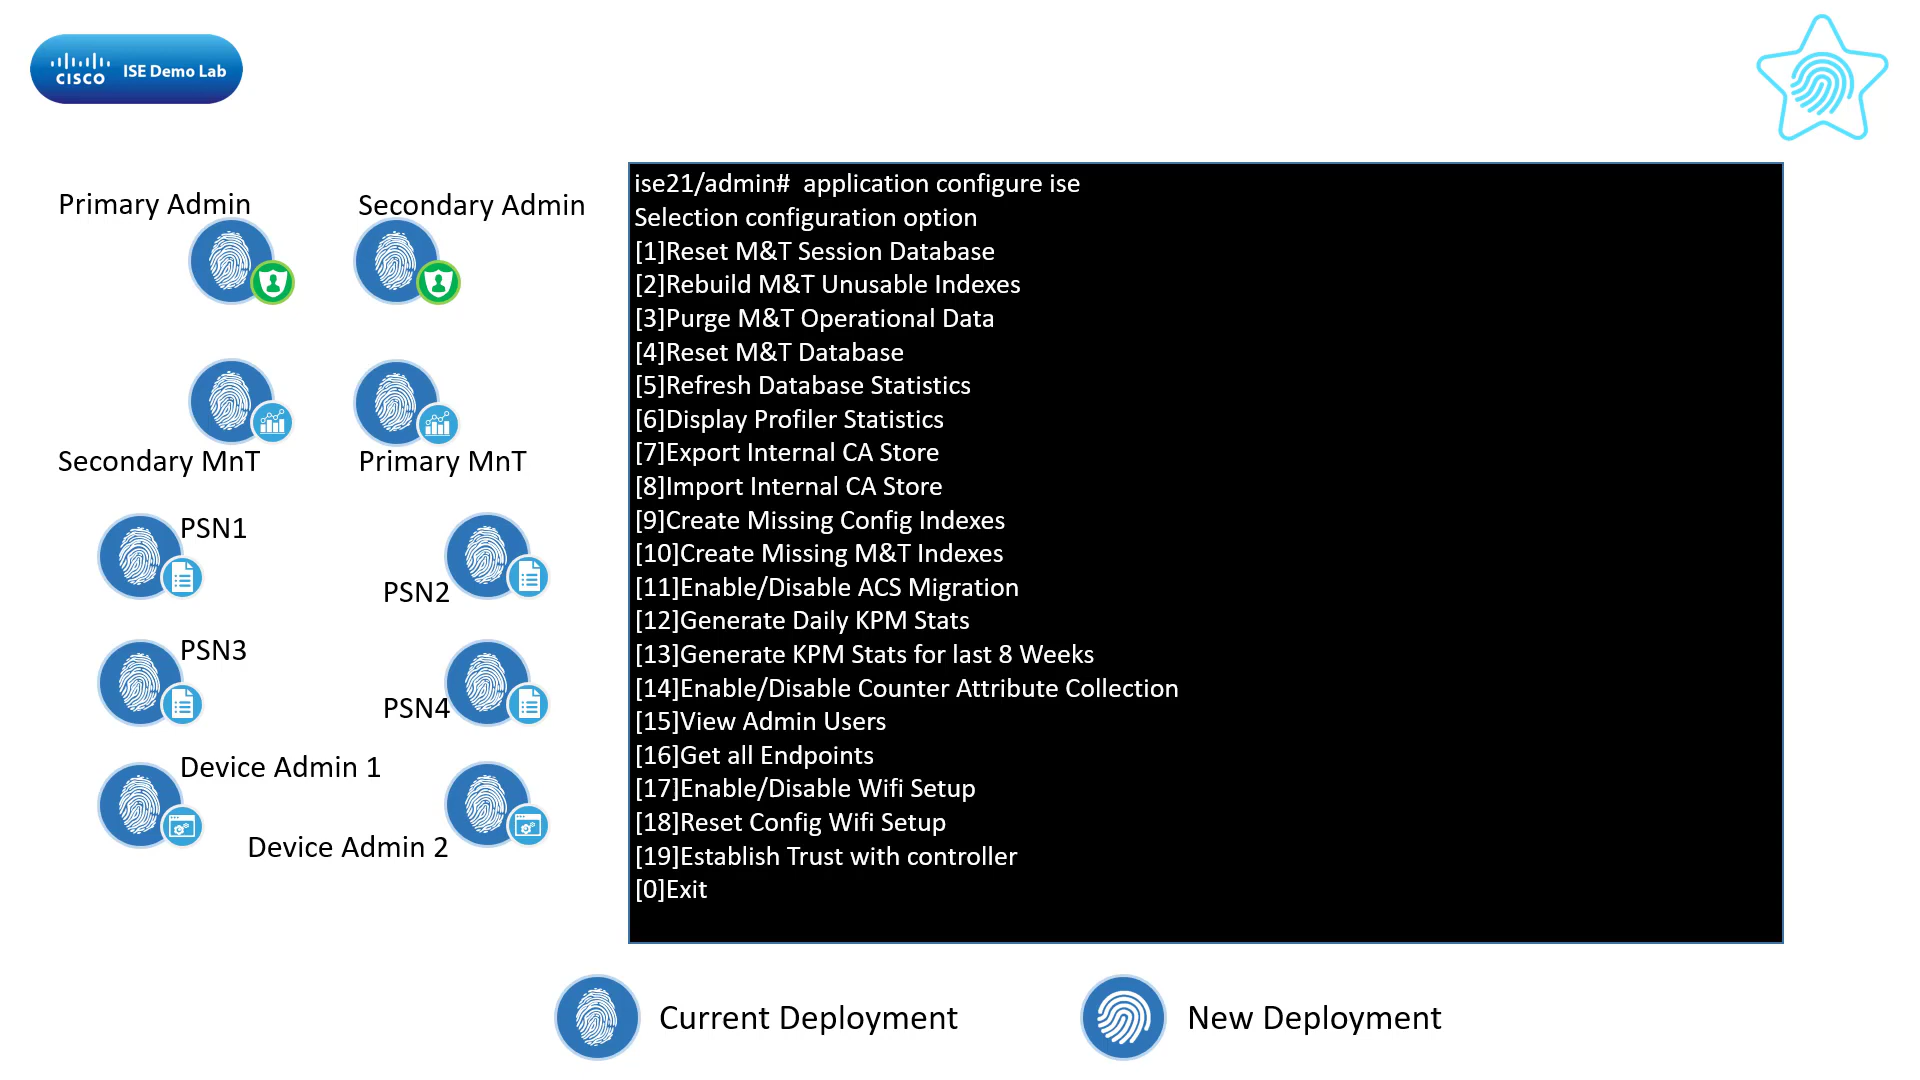 CISCO ISE Demo Lab
Primary Admin
Secondary Admin
Secondary MnT
Primary MnT
PSN1
PSN2
PSN3
PSN4
Device Admin 1
Device Admin 2
ise21/admin#  application configure ise
Selection configuration option
[1]Reset M&T Session Database
[2]Rebuild M&T Unusable Indexes
[3]Purge M&T Operational Data
[4]Reset M&T Database
[5]Refresh Database Statistics
[6]Display Profiler Statistics
[7]Export Internal CA Store
[8]Import Internal CA Store
[9]Create Missing Config Indexes
[10]Create Missing M&T Indexes
[11]Enable/Disable ACS Migration
[12]Generate Daily KPM Stats
[13]Generate KPM Stats for last 8 Weeks
[14]Enable/Disable Counter Attribute Collection
[15]View Admin Users
[16]Get all Endpoints
[17]Enable/Disable Wifi Setup
[18]Reset Config Wifi Setup
[19]Establish Trust with controller
[0]Exit
Current Deployment
New Deployment